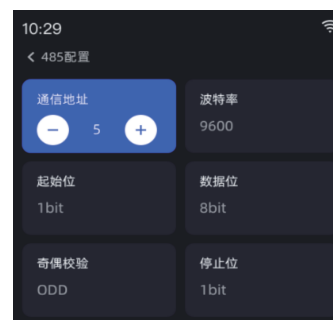 10:29
485配置
通信地址
5
波特率
9600
起始位
1bit
数据位
8bit
奇偶校验
ODD
停止位
1bit